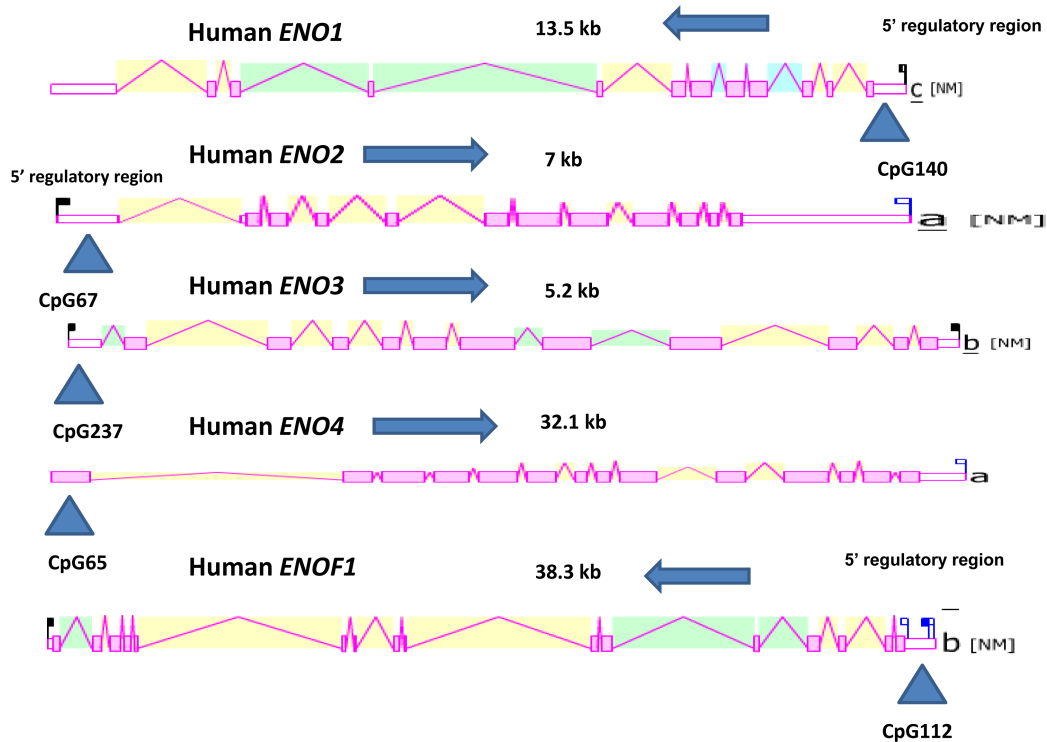 Human ENO1 13.5 kb 5’ regulatory region
c [NM]
CpG140
Human ENO2 7 kb
5’ regulatory region
a [NM]
CpG67
Human ENO3 5.2 kb
b [NM]
CpG237
Human ENO4 32.1 kb
a
CpG65
Human ENOF1 38.3 kb 5’ regulatory region
b [NM]
CpG112